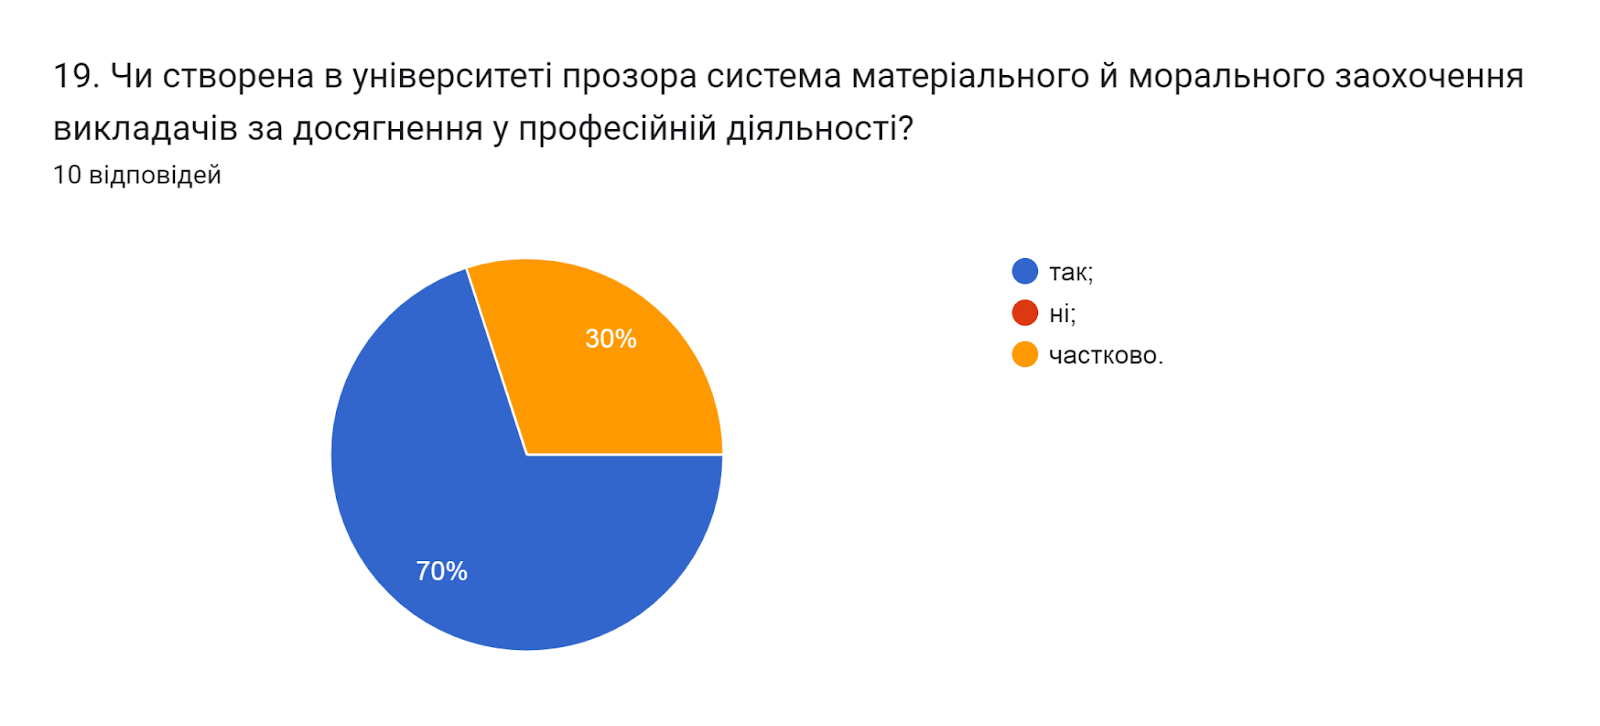 19. Чи створена в університеті прозора система матеріального й морального заохочення
викладачів за досягнення у професійній діяльності?
10 відповідей
так;
ні;
частково.
30%
70%